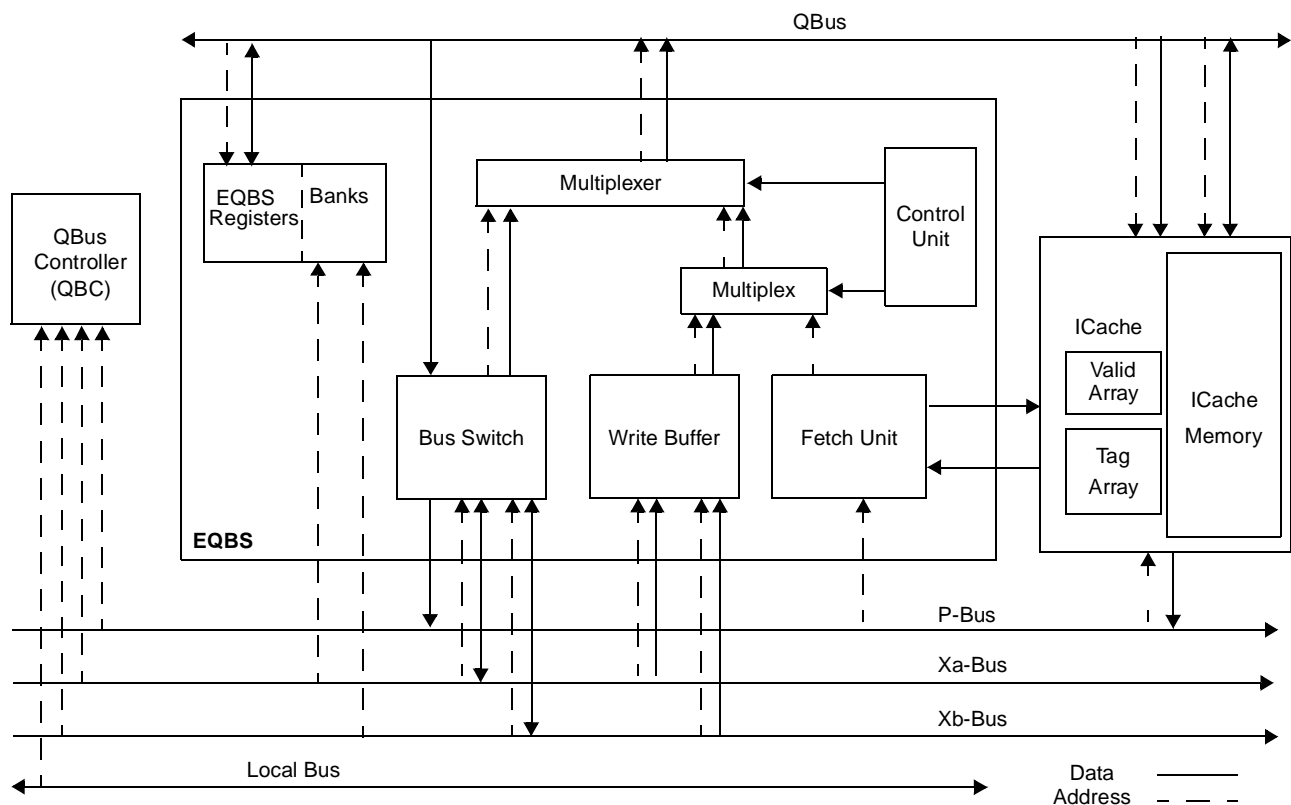 QBus
EQBS
Registers
Banks
Multiplexer
Control
Unit
QBus
Controller
(QBC)
Multiplex
ICache
Valid
Array
Tag
Array
ICache
Memory
Bus Switch
Write Buffer
Fetch Unit
EQBS
P-Bus
Xa-Bus
Xb-Bus
Local Bus
Data
Address